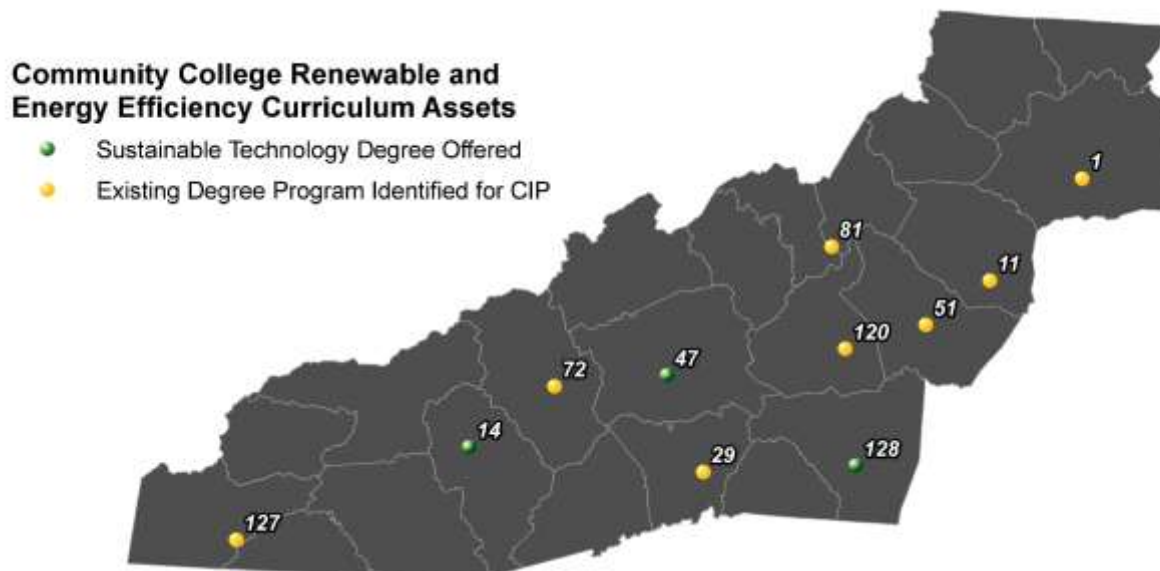 Community College Renewable and
Energy Efficiency Curriculum Assets
Sustainable Technology Degree Offered
Existing Degree Program Identified for CIP
1
81
11
51
120
47
72
14
29
128
127